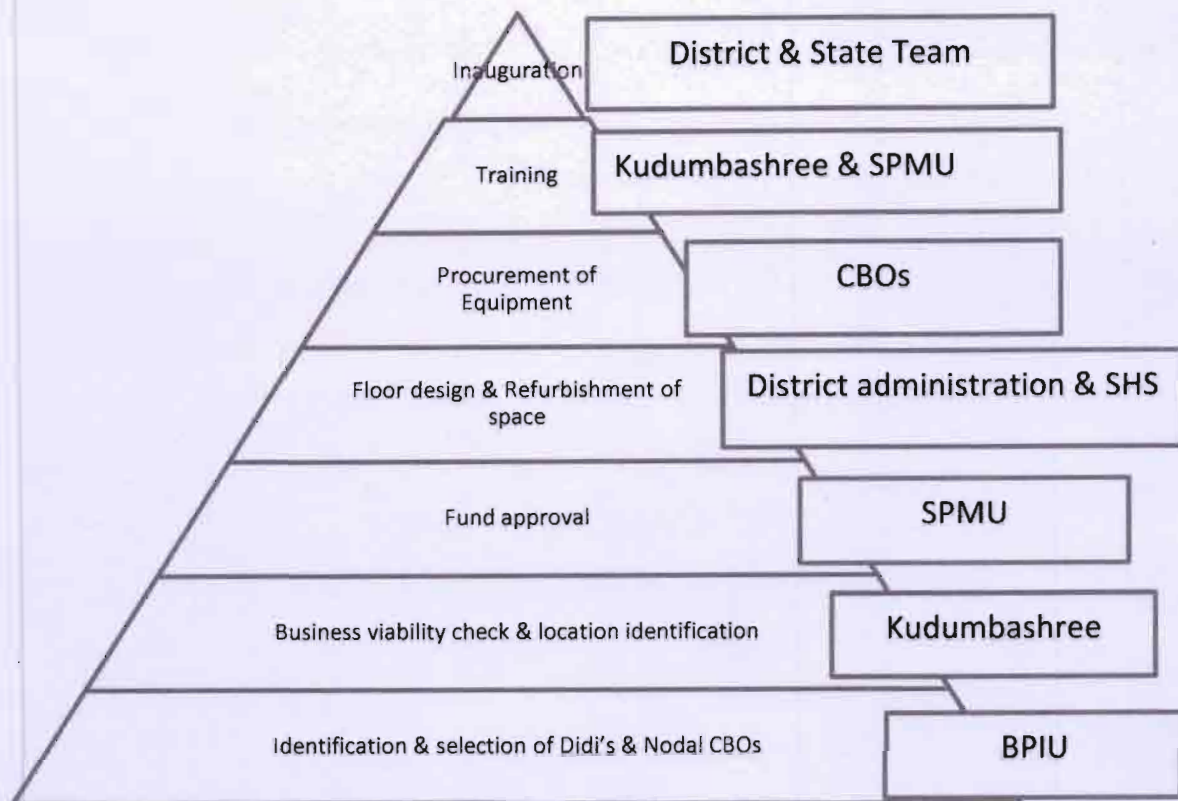 Inauguration
District & State Team
Training
Kudumbashree & SPMU
Procurement of
Equipment
CBOs
Floor design & Refurbishment of
space
District administration & SHS
Fund approval
SPMU
Business viability check & location identification
Kudumbashree
Identification & selection of Didi's & Nodal CBOs
BPIU